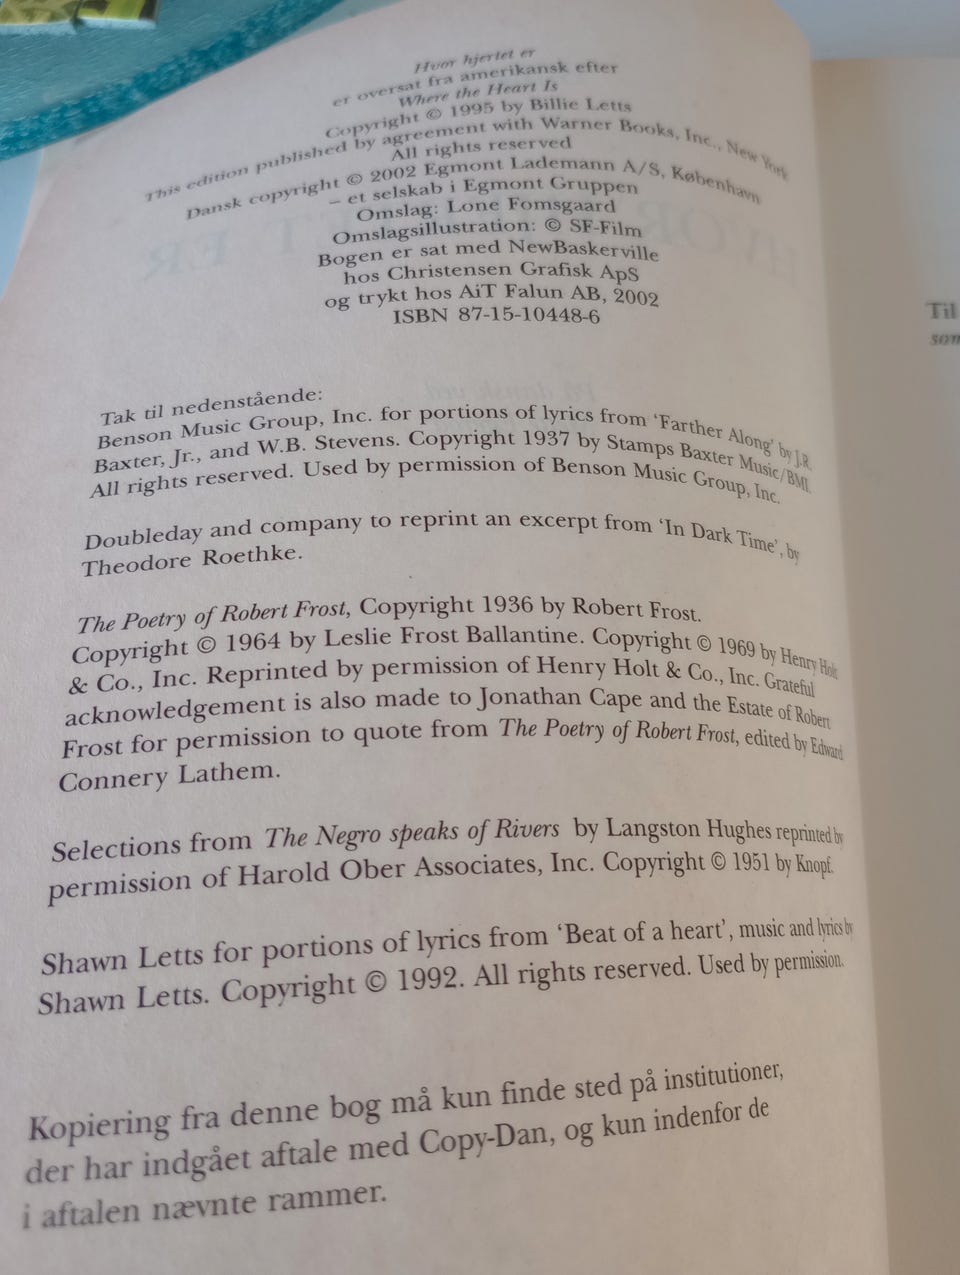 Hvor hjertet er
er oversat fra amerikansk efter
Where the Heart Is
Copyright © 1995 by Billie Letts
This edition published by agreement with Warner Books, Inc., New York
All rights reserved
Dansk copyright © 2002 Egmont Lademann A/S, København
– et selskab i Egmont Gruppen
Omslag: Lone Fomsgaard
Omslagsillustration: © SF-Film
Bogen er sat med NewBaskerville
hos Christensen Grafisk ApS
og trykt hos AiT Falun AB, 2002
ISBN 87-15-10448-6
Tak til nedenstående:
Benson Music Group, Inc. for portions of lyrics from ‘Farther Along’ by J.R.
Baxter, Jr., and W.B. Stevens. Copyright 1937 by Stamps Baxter Music/BMI.
All rights reserved. Used by permission of Benson Music Group, Inc.
Doubleday and company to reprint an excerpt from ‘In Dark Time’, by
Theodore Roethke.
The Poetry of Robert Frost, Copyright 1936 by Robert Frost.
Copyright © 1964 by Leslie Frost Ballantine. Copyright © 1969 by Henry Holt
& Co., Inc. Reprinted by permission of Henry Holt & Co., Inc. Grateful
acknowledgement is also made to Jonathan Cape and the Estate of Robert
Frost for permission to quote from The Poetry of Robert Frost, edited by Edward
Connery Lathem.
Selections from The Negro speaks of Rivers by Langston Hughes reprinted by
permission of Harold Ober Associates, Inc. Copyright © 1951 by Knopf.
Shawn Letts for portions of lyrics from ‘Beat of a heart’, music and lyrics by
Shawn Letts. Copyright © 1992. All rights reserved. Used by permission.
Kopiering fra denne bog må kun finde sted på institutioner,
der har indgået aftale med Copy-Dan, og kun indenfor de
i aftalen nævnte rammer.
Til
som